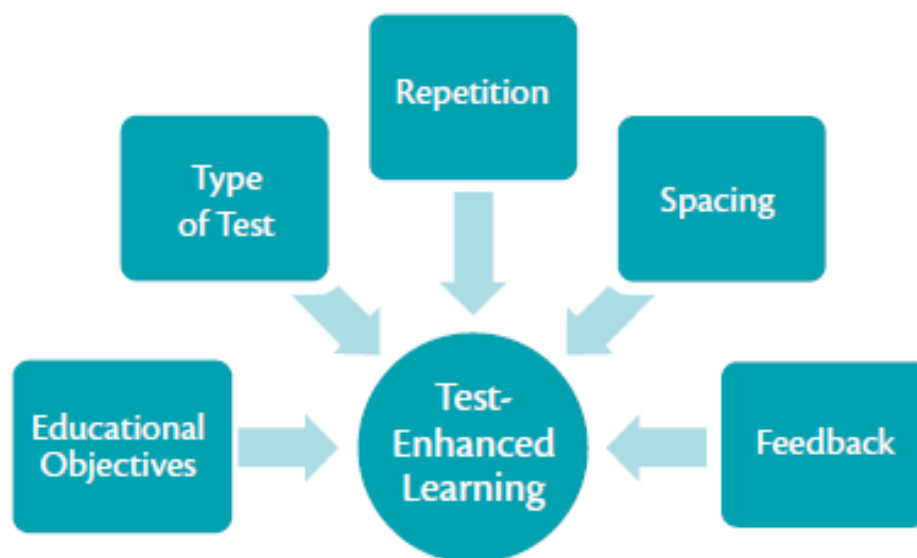 Repetition
Type
of Test
Spacing
Educational
Objectives
Test-
Enhanced
Learning
Feedback